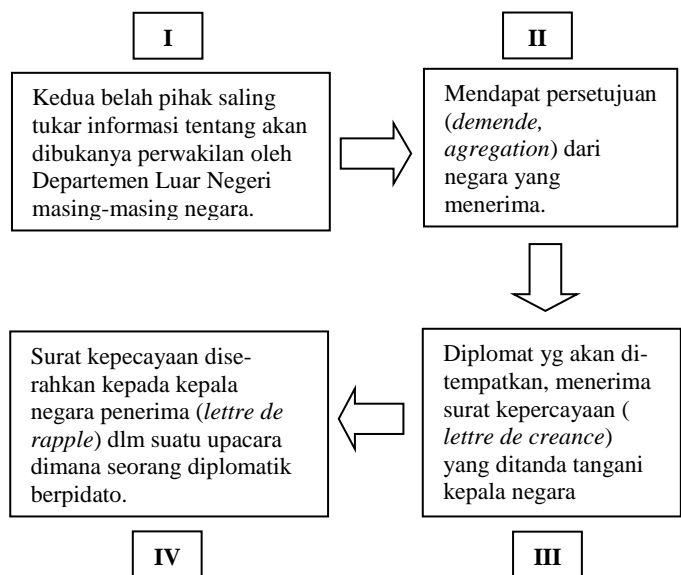 I
Kedua belah pihak saling
tukar informasi tentang akan
dibukanya perwakilan oleh
Departemen Luar Negeri
masing-masing negara.
II
Mendapat persetujuan
(demende,
agregation) dari
negara yang
menerima.
Diplomat yg akan di-
tempatkan, menerima
surat kepercayaan (
lettre de creance)
yang ditanda tangani
kepala negara
III
Surat kepecayaan dise-
rahkan kepada kepala
negara penerima (lettre de
rapple) dlm suatu upacara
dimana seorang diplomatik
berpidato.
IV